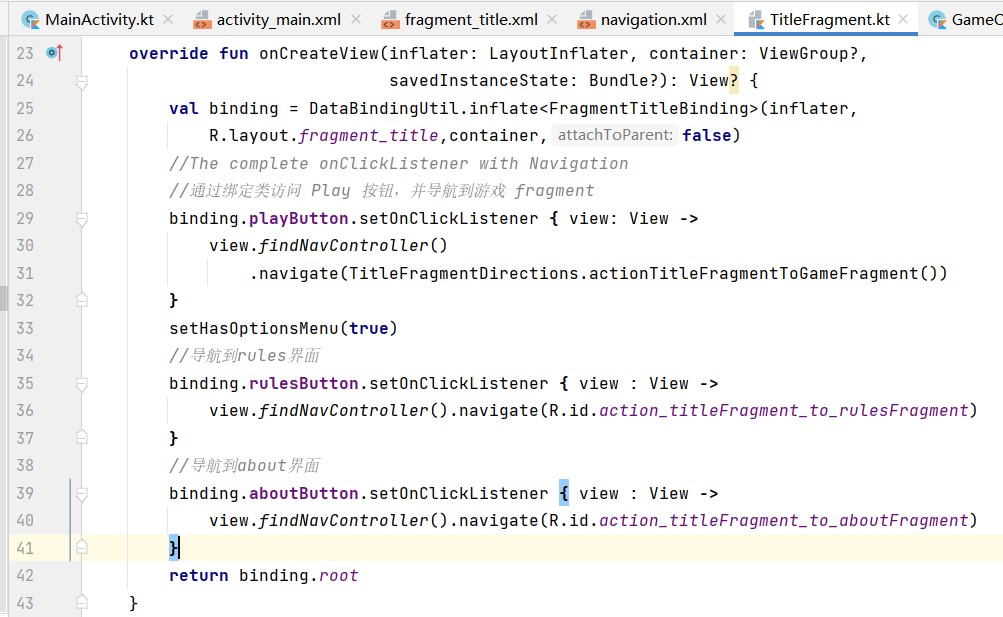 MainActivity.kt activity_main.xml fragment_title.xml navigation.xml TitleFragment.kt GameO
23 override fun onCreateView(inflater: LayoutInflater, container: ViewGroup?,
24 savedInstanceState: Bundle?): View? {
25 val binding = DataBindingUtil.inflate<FragmentTitleBinding>(inflater,
26 R.layout.fragment_title,container, attachToParent: false)
27 //The complete onClickListener with Navigation
28 //通过绑定类访问 Play 按钮，并导航到游戏 fragment
29 binding.playButton.setOnClickListener { view: View ->
30 view.findNavController()
31 .navigate(TitleFragmentDirections.actionTitleFragmentToGameFragment())
32 }
33 setHasOptionsMenu(true)
34 //导航到rules界面
35 binding.rulesButton.setOnClickListener { view : View ->
36 view.findNavController().navigate(R.id.action_titleFragment_to_rulesFragment)
37 }
38 //导航到about界面
39 binding.aboutButton.setOnClickListener { view : View ->
40 view.findNavController().navigate(R.id.action_titleFragment_to_aboutFragment)
41 }
42 return binding.root
43 }